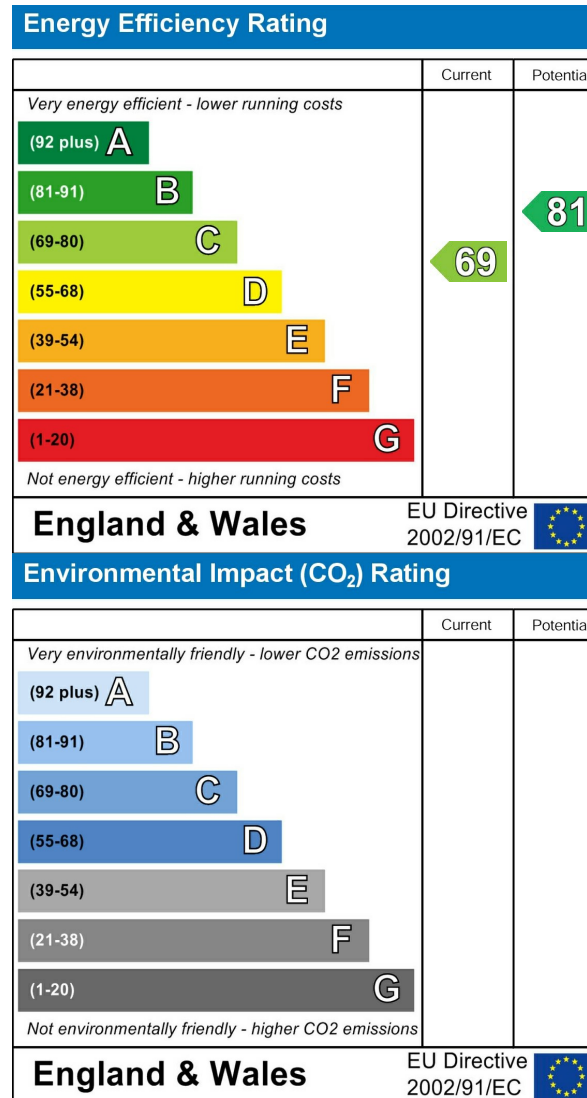 Energy Efficiency Rating
Current Potentia
Very energy efficient - lower running costs
(92 plus) A
(81-91) B
81
(69-80) C
69
(55-68) D
(39-54) E
(21-38) F
(1-20) G
Not energy efficient - higher running costs
England & Wales
EU Directive
2002/91/EC
Environmental Impact (CO₂) Rating
Current Potentia
Very environmentally friendly - lower CO2 emissions
(92 plus) A
(81-91) B
(69-80) C
(55-68) D
(39-54) E
(21-38) F
(1-20) G
Not environmentally friendly - higher CO2 emissions
England & Wales
EU Directive
2002/91/EC